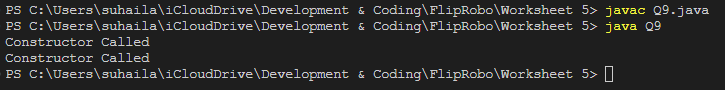 PS C:\Users\suhaila\iCloudDrive\Development & Coding\FlipRobo\Worksheet 5> javac Q9.java
PS C:\Users\suhaila\iCloudDrive\Development & Coding\FlipRobo\Worksheet 5> java Q9
Constructor Called
Constructor Called
PS C:\Users\suhaila\iCloudDrive\Development & Coding\FlipRobo\Worksheet 5>